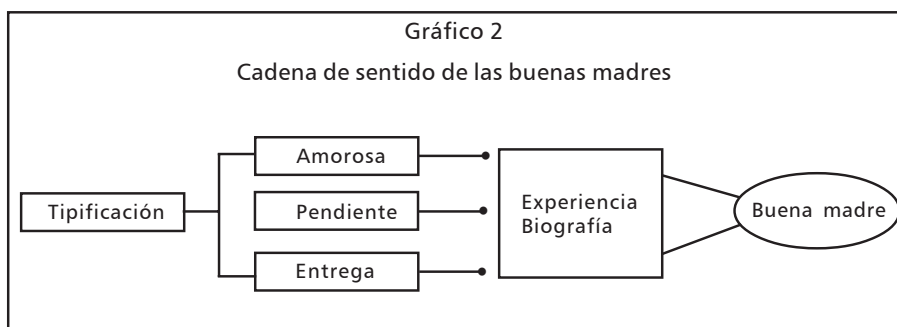 Gráfico 2
Cadena de sentido de las buenas madres
Tipificación
Amorosa
Pendiente
Entrega
Experiencia
Biografía
Buena madre